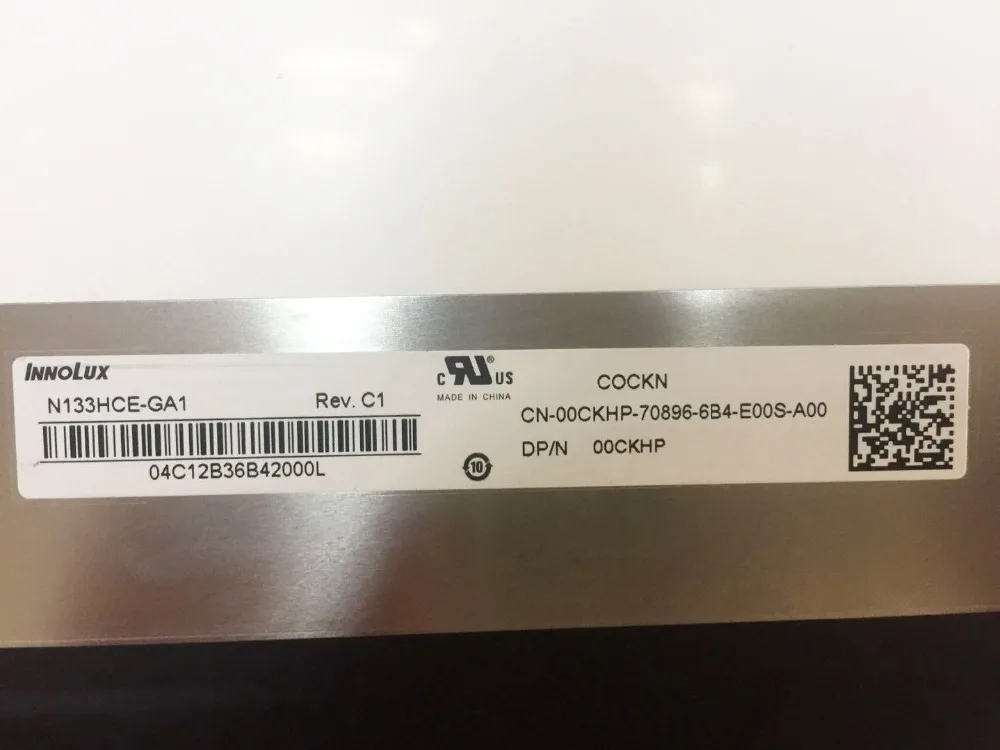 INNOLUX
N133HCE-GA1 Rev. C1
04C12B36B42000L
C RU® US
MADE IN CHINA
10
COCKN
CN-00CKHP-70896-6B4-E00S-A00
DP/N 00CKHP